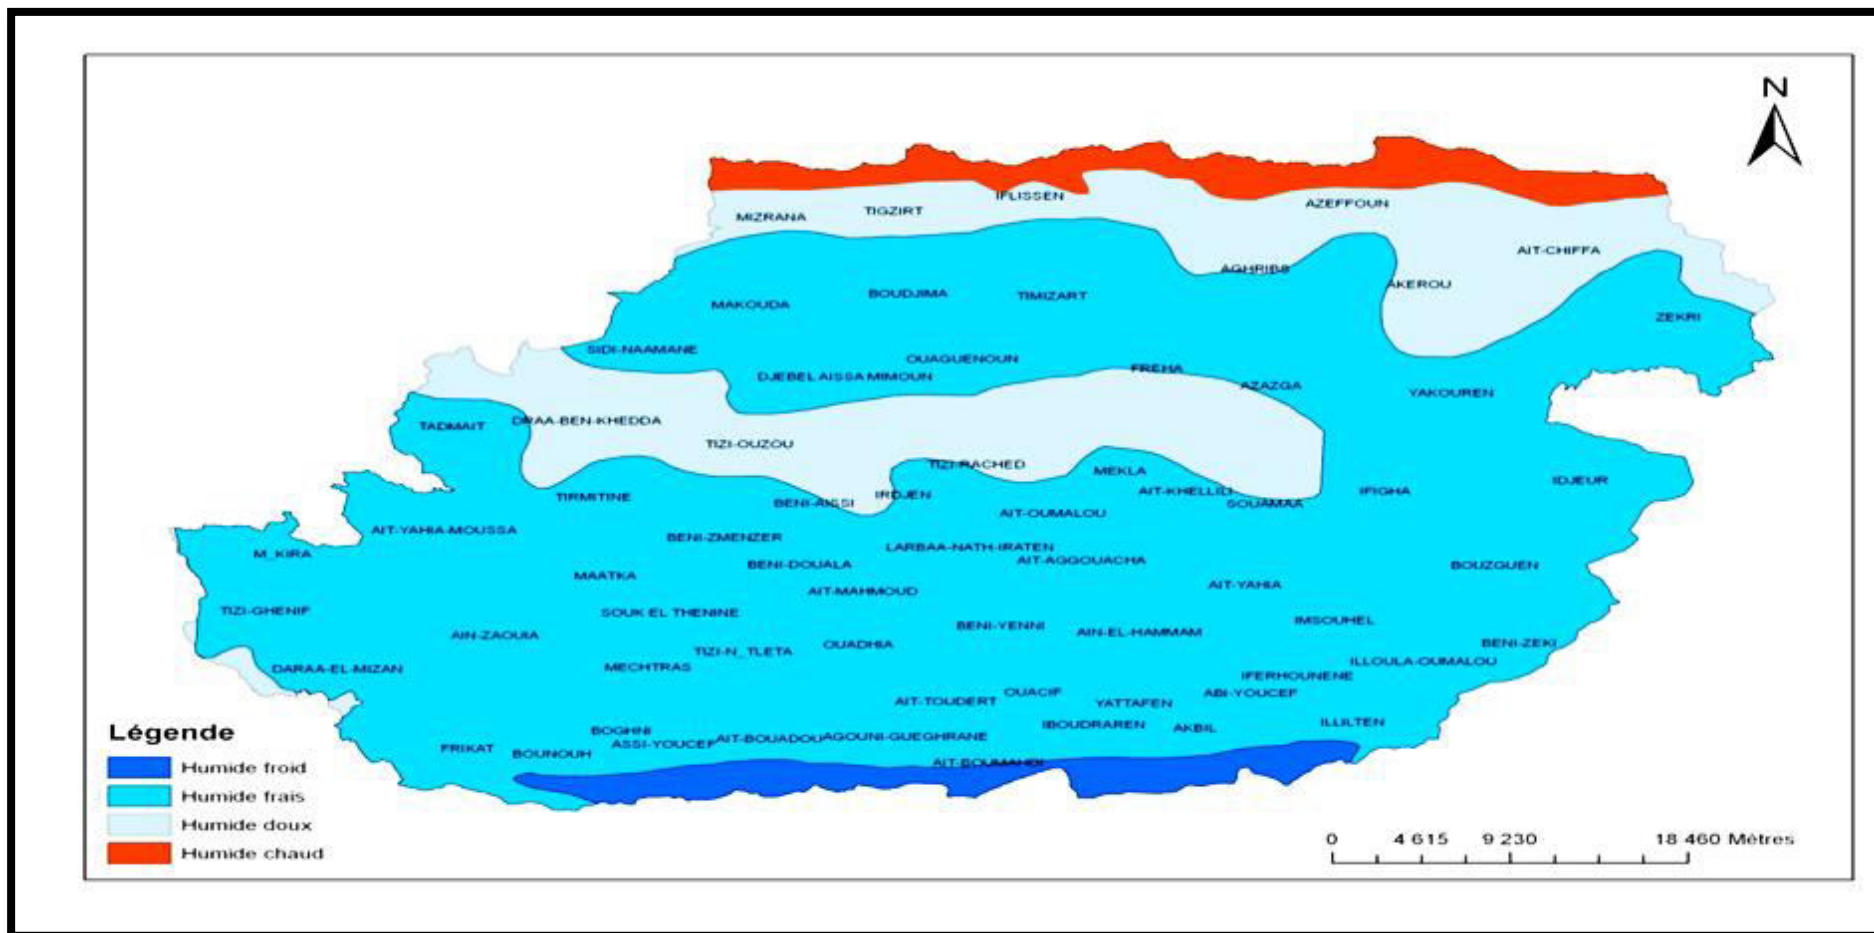 N
IFLISSEN
AZEFFOUN
TIGZIRT
MIZRANA
AIT-CHIFFA
AGHRIBS
AKEROU
BOUDJIMA
TIMIZART
MAKOUDA
ZEKRI
SIDI-NAAMANE
OUAGUENOUN
FREHA
DJEBEL AISSA MIMOUN
AZAZGA
YAKOUREN
DRAA-BEN-KHEDDA
TADMAIT
TIZI-OUZOU
TIZI-RACHED
MEKLA
IDJEUR
AIT-KHELLILI
IFIGHA
TIRMITINE
IRDJEN
BENI-AISSI
SOUAMAA
AIT-OUMALOU
AIT-YAHIA-MOUSSA
BENI-ZMENZER
LARBAA-NATH-IRATEN
M_KIRA
AIT-AGGOUACHA
BENI-DOUALA
BOUZGUEN
MAATKA
AIT-YAHIA
AIT-MAHMOUD
TIZI-GHENIF
SOUK EL THENINE
IMSOUHEL
BENI-YENNI
AIN-EL-HAMMAM
AIN-ZAOUIA
OUADHIA
BENI-ZEKI
TIZI-N_TLETA
ILLOULA-OUMALOU
DARAA-EL-MIZAN
MECHTRAS
IFERHOUNENE
OUACIF
ABI-YOUCEF
AIT-TOUDERT
YATTAFEN
ILLILTEN
IBOUDRAREN
AKBIL
BOGHNI
AIT-BOUADOU
AGOUNI-GUEGHRANE
ASSI-YOUCEF
FRIKAT
BOUNOUH
AIT-BOUMAHDI
Légende
Humide froid
Humide frais
Humide doux
Humide chaud
0 4 615 9 230 18 460 Mètres